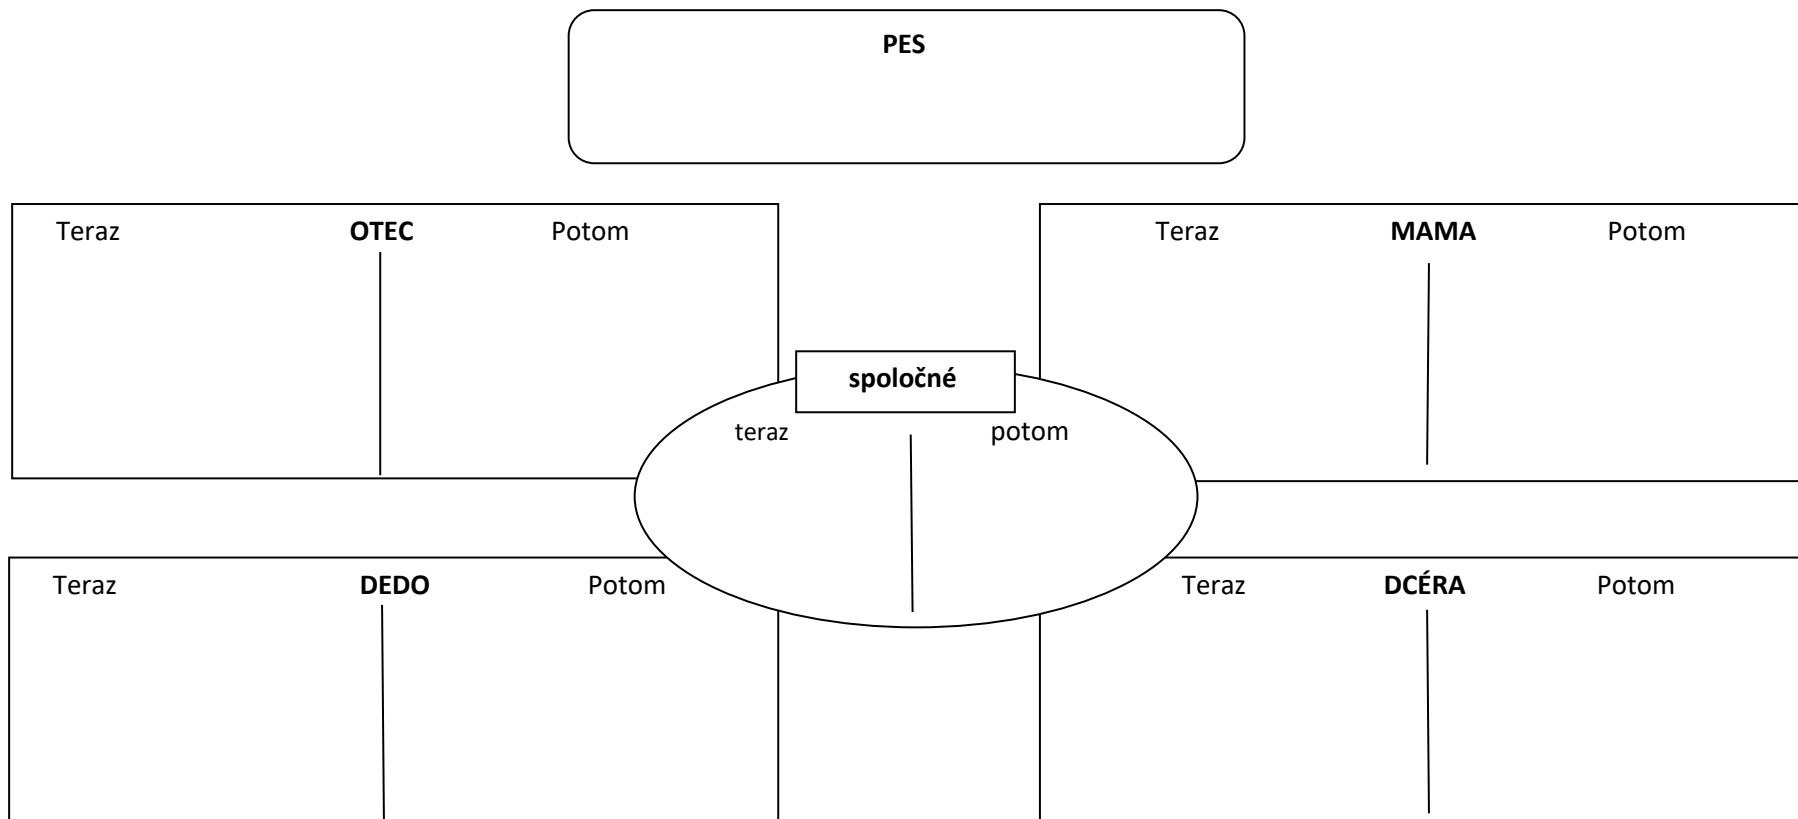 PES
Teraz OTEC Potom
Teraz MAMA Potom
spoločné
teraz potom
Teraz DEDO Potom
Teraz DCÉRA Potom